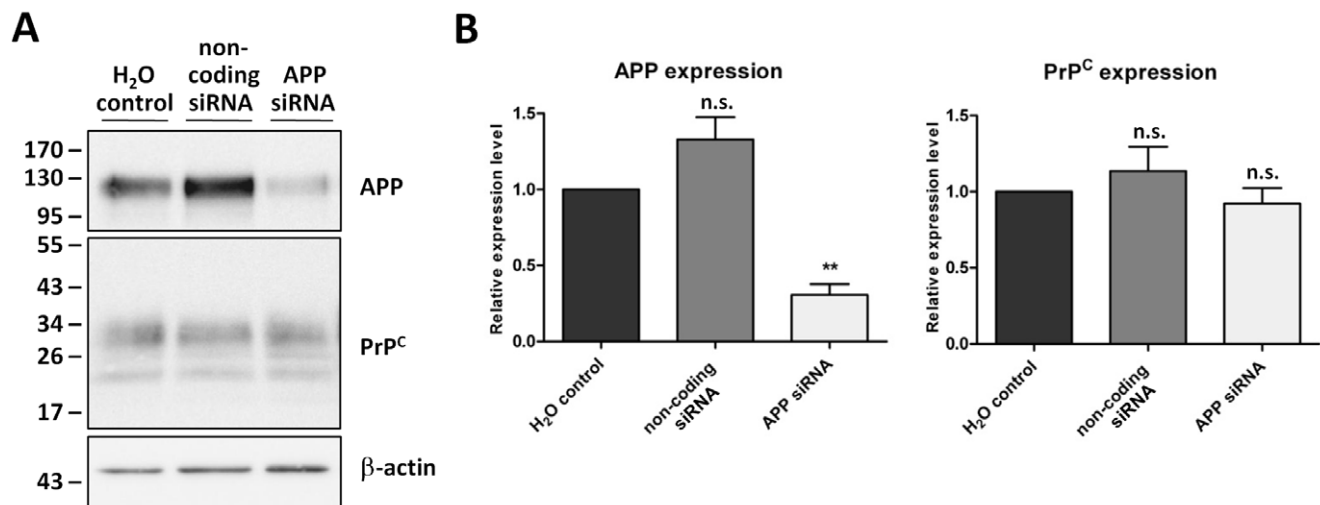 A
H₂O
control
non-
coding
siRNA
APP
siRNA
170
130
95
APP
55
43
34
26
17
PrPᶜ
43
β-actin
B
APP expression
Relative expression level
1.5
1.0
0.5
0.0
n.s.
**
H₂O control
non-coding
siRNA
APP siRNA
PrPᶜ expression
Relative expression level
1.5
1.0
0.5
0.0
n.s.
n.s.
H₂O control
non-coding
siRNA
APP siRNA